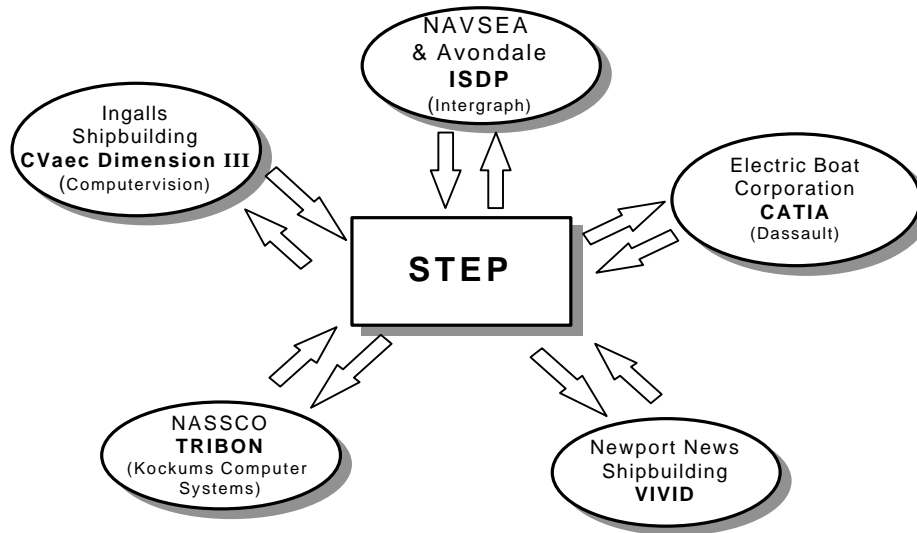 NAVSEA
& Avondale
ISDP
(Intergraph)
Ingalls
Shipbuilding
CVaec Dimension III
(Computervision)
Electric Boat
Corporation
CATIA
(Dassault)
STEP
NASSCO
TRIBON
(Kockums Computer
Systems)
Newport News
Shipbuilding
VIVID